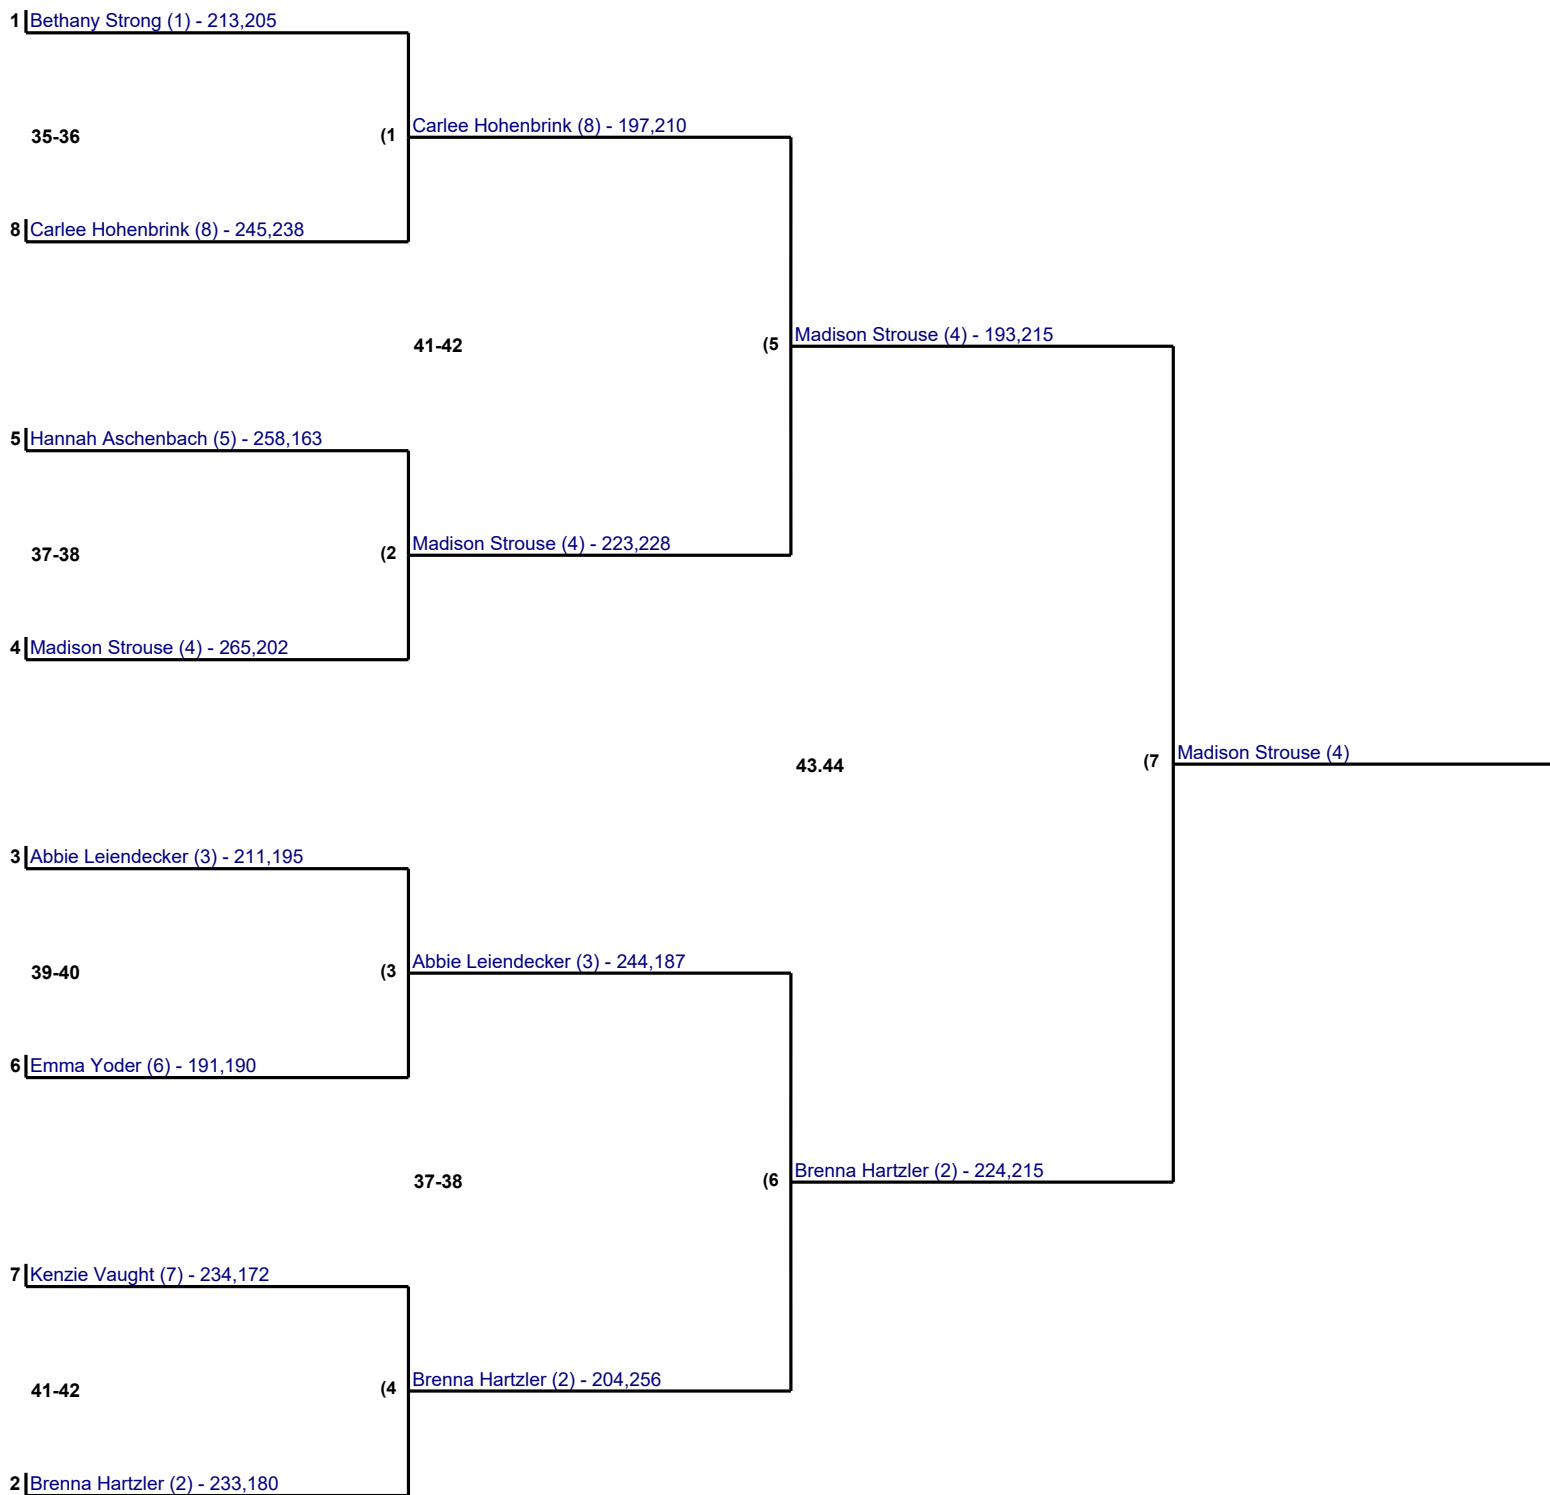 1 Bethany Strong (1) - 213,205
35-36 (1 Carlee Hohenbrink (8) - 197,210
8 Carlee Hohenbrink (8) - 245,238
41-42 (5 Madison Strouse (4) - 193,215
5 Hannah Aschenbach (5) - 258,163
37-38 (2 Madison Strouse (4) - 223,228
4 Madison Strouse (4) - 265,202
43.44 (7 Madison Strouse (4)
3 Abbie Leiendecker (3) - 211,195
39-40 (3 Abbie Leiendecker (3) - 244,187
6 Emma Yoder (6) - 191,190
37-38 (6 Brenna Hartzler (2) - 224,215
7 Kenzie Vaught (7) - 234,172
41-42 (4 Brenna Hartzler (2) - 204,256
2 Brenna Hartzler (2) - 233,180